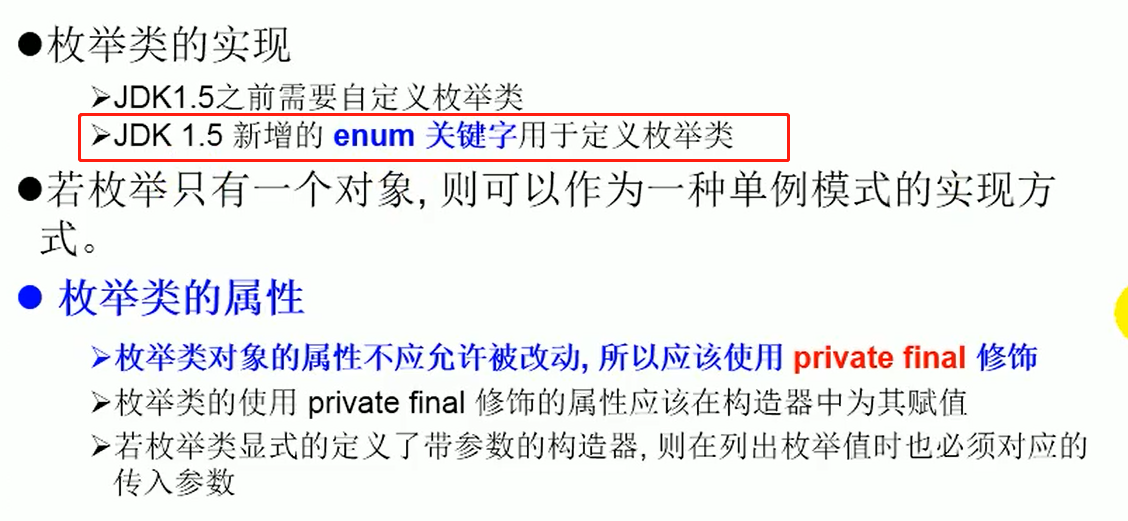 ●枚举类的实现
➢JDK1.5之前需要自定义枚举类
➢JDK 1.5 新增的 enum 关键字用于定义枚举类
●若枚举只有一个对象, 则可以作为一种单例模式的实现方
式。
● 枚举类的属性
➢枚举类对象的属性不应允许被改动, 所以应该使用 private final 修饰
➢枚举类的使用 private final 修饰的属性应该在构造器中为其赋值
➢若枚举类显式的定义了带参数的构造器, 则在列出枚举值时也必须对应的
传入参数